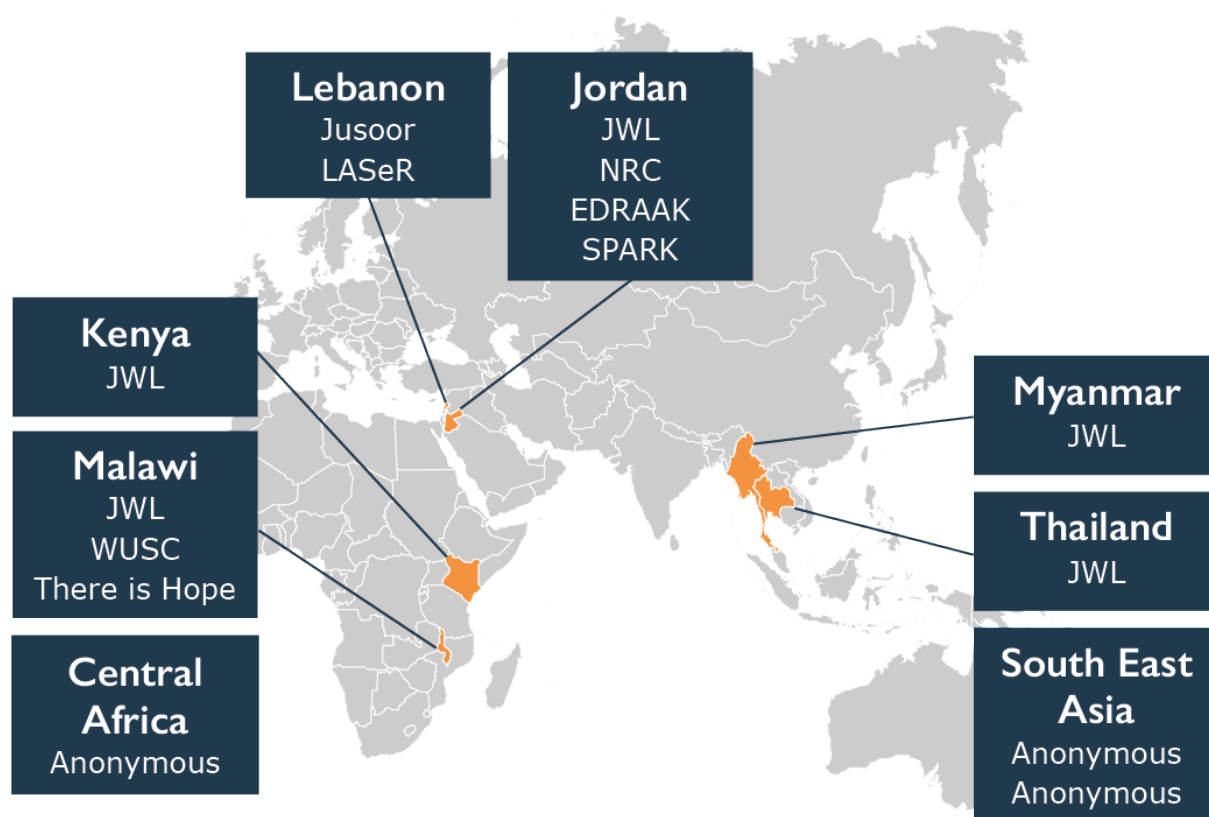 Lebanon
Jusoor
LASeR
Jordan
JWL
NRC
EDRAAK
SPARK
Kenya
JWL
Malawi
JWL
WUSC
There is Hope
Central
Africa
Anonymous
Myanmar
JWL
Thailand
JWL
South East
Asia
Anonymous
Anonymous